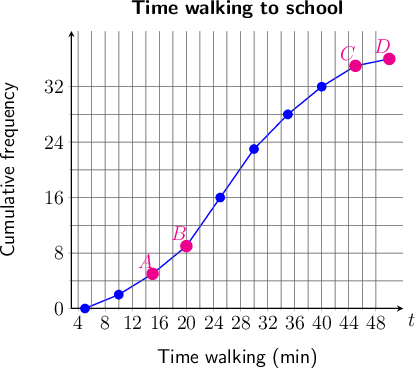 Time walking to school
Cumulative frequency
32
24
16
8
0
A
B
C
D
4 8 12 16 20 24 28 32 36 40 44 48
t
Time walking (min)